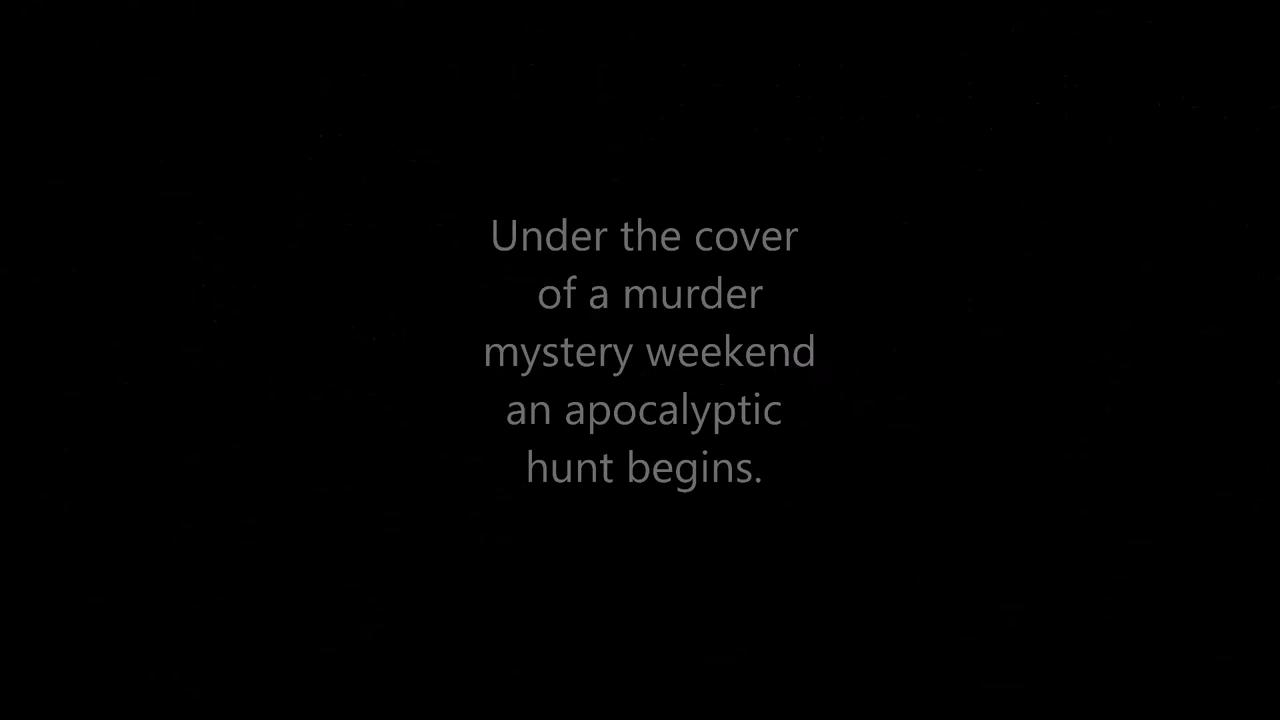 Under the cover
of a murder
mystery weekend
an apocalyptic
hunt begins.